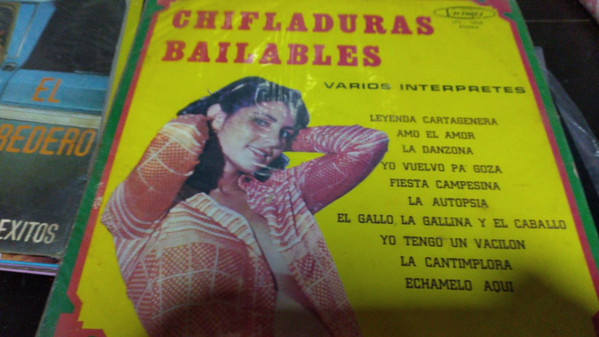 CHIFLADURAS
BAILABLES
VARIOS INTERPRETES
LEYENDA CARTAGENERA
AMO EL AMOR
LA DANZONA
YO VUELVO PA' GOZA
FIESTA CAMPESINA
LA AUTOPSIA
EL GALLO, LA GALLINA Y EL CABALLO
YO TENGO UN VACILON
LA CANTIMPLORA
ECHAMELO AQUI
EL
BEDERO
EXITOS